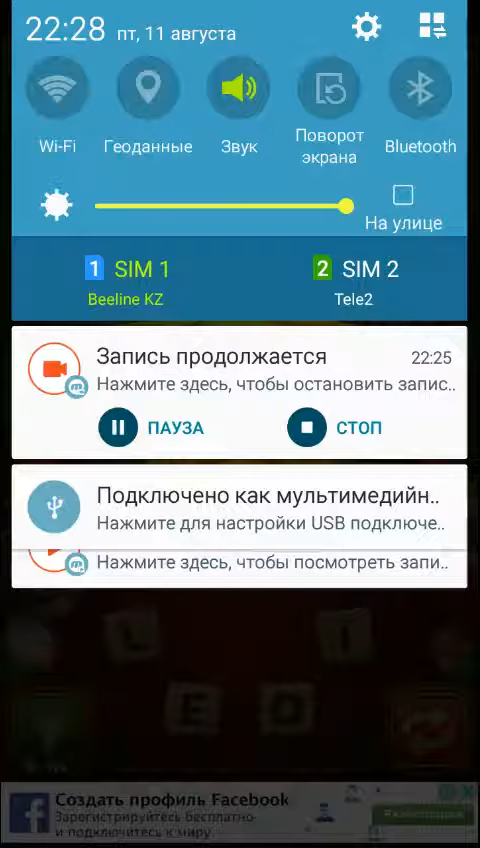 22:28 пт, 11 августа
Wi-Fi
Геоданные
Звук
Поворот
экрана
Bluetooth
На улице
1 SIM 1
Beeline KZ
2 SIM 2
Tele2
Запись продолжается 22:25
Нажмите здесь, чтобы остановить запис..
ПАУЗА
СТОП
Подключено как мультимедийн..
Нажмите для настройки USB подключе..
Нажмите здесь, чтобы посмотреть запи..
L I
E D
Создать профиль Facebook
Зарегистрируйтесь бесплатно
и подключитесь к миру.